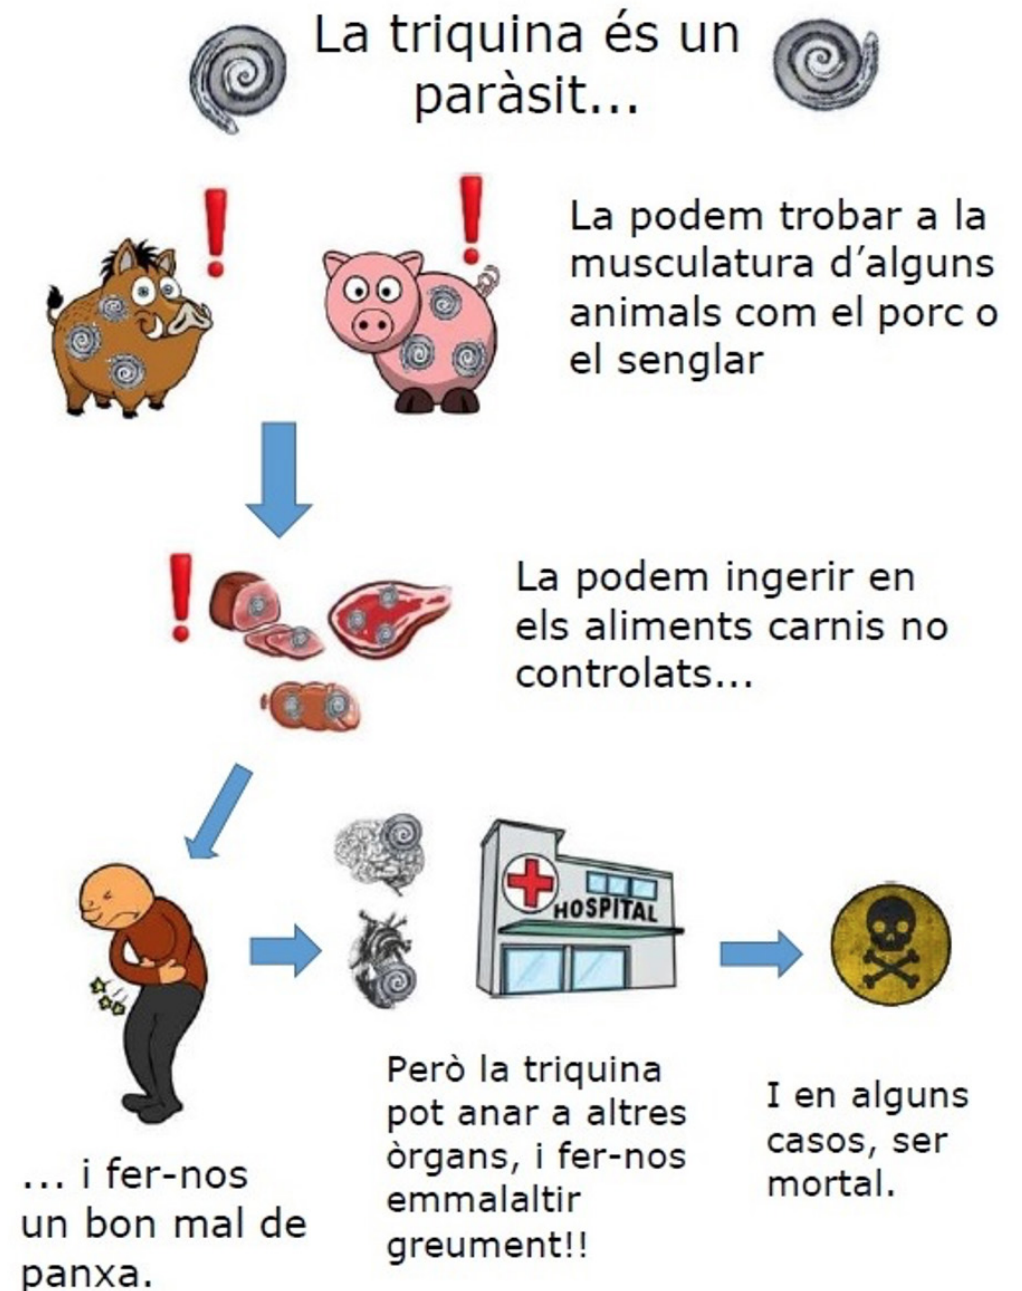 La triquina és un
paràsit...
La podem trobar a la
musculatura d’alguns
animals com el porc o
el senglar
La podem ingerir en
els aliments carnis no
controlats...
HOSPITAL
... i fer-nos
un bon mal de
panxa.
Però la triquina
pot anar a altres
òrgans, i fer-nos
emmalaltir
greument!!
I en alguns
casos, ser
mortal.